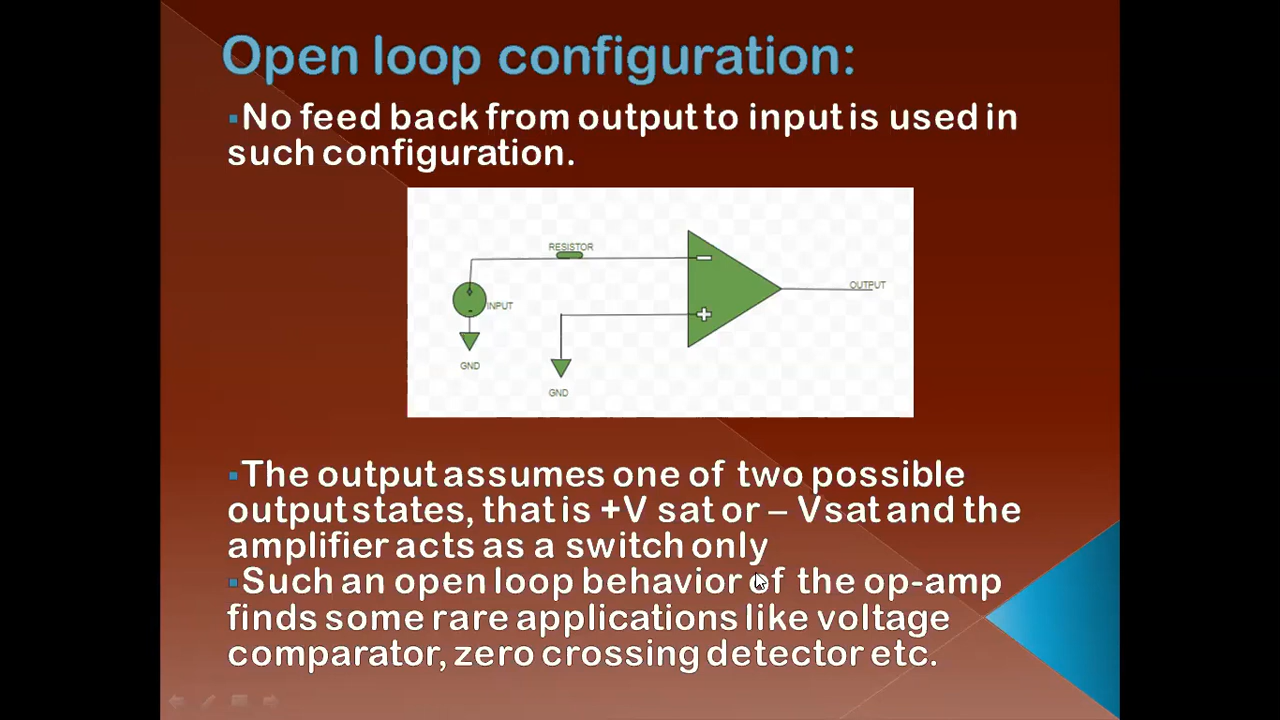 Open loop configuration:
▪No feed back from output to input is used in
such configuration.
RESISTOR
INPUT
OUTPUT
GND
GND
▪The output assumes one of two possible
output states, that is +V sat or – Vsat and the
amplifier acts as a switch only
▪Such an open loop behavior of the op-amp
finds some rare applications like voltage
comparator, zero crossing detector etc.